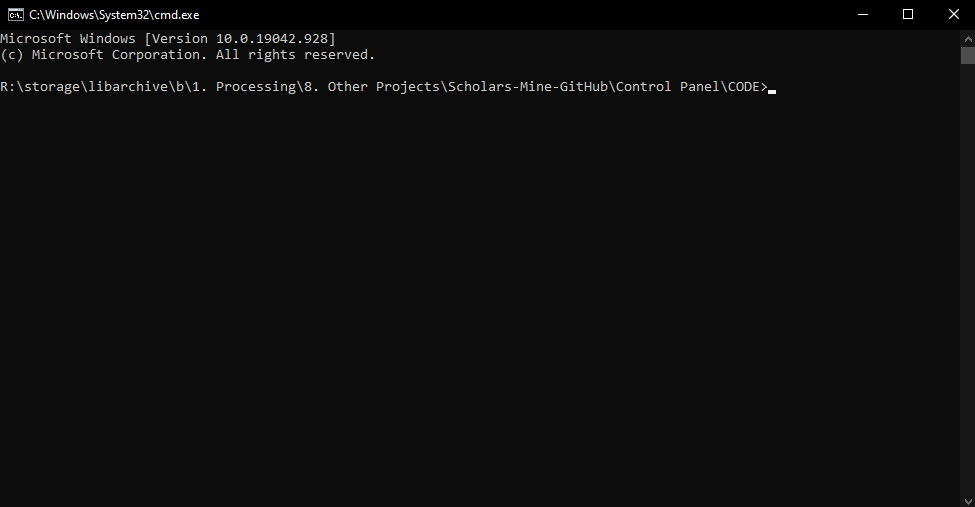 C:\Windows\System32\cmd.exe
Microsoft Windows [Version 10.0.19042.928]
(c) Microsoft Corporation. All rights reserved.
R:\storage\libarchive\b\1. Processing\8. Other Projects\Scholars-Mine-GitHub\Control Panel\CODE>